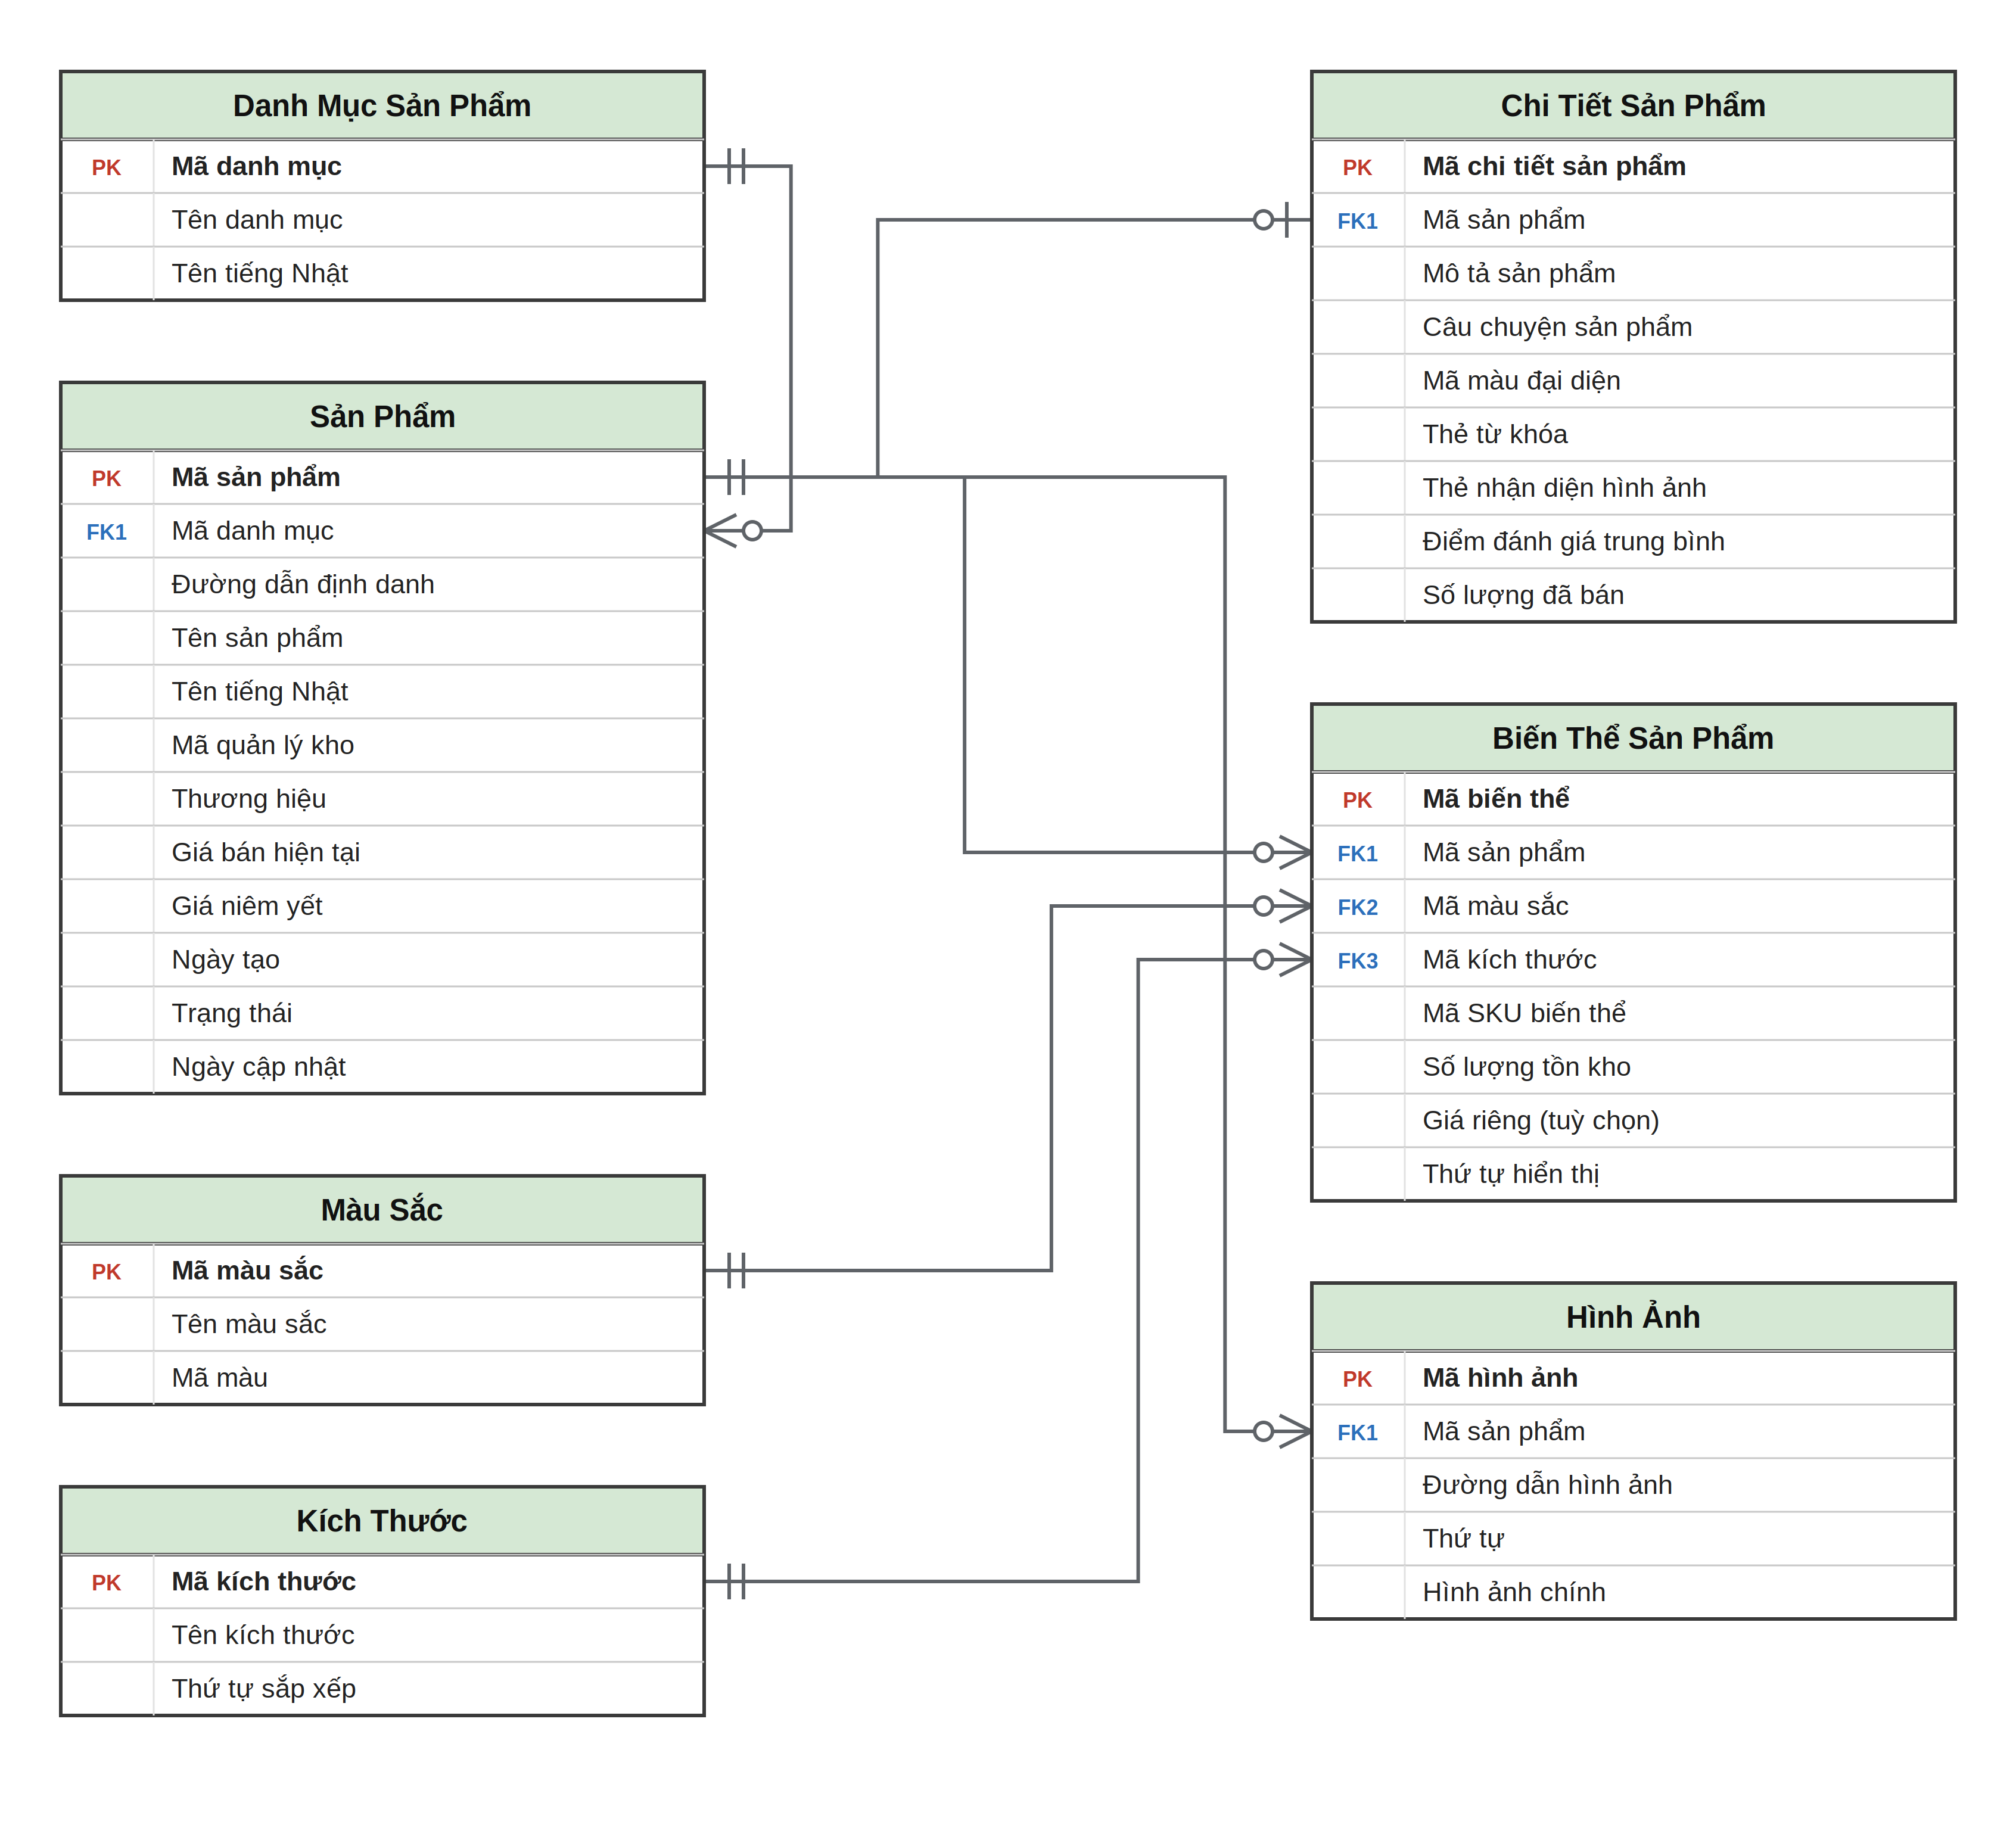 Danh Mục Sản Phẩm
PK Mã danh mục
Tên danh mục
Tên tiếng Nhật
Sản Phẩm
PK Mã sản phẩm
FK1 Mã danh mục
Đường dẫn định danh
Tên sản phẩm
Tên tiếng Nhật
Mã quản lý kho
Thương hiệu
Giá bán hiện tại
Giá niêm yết
Ngày tạo
Trạng thái
Ngày cập nhật
Màu Sắc
PK Mã màu sắc
Tên màu sắc
Mã màu
Kích Thước
PK Mã kích thước
Tên kích thước
Thứ tự sắp xếp
Chi Tiết Sản Phẩm
PK Mã chi tiết sản phẩm
FK1 Mã sản phẩm
Mô tả sản phẩm
Câu chuyện sản phẩm
Mã màu đại diện
Thẻ từ khóa
Thẻ nhận diện hình ảnh
Điểm đánh giá trung bình
Số lượng đã bán
Biến Thể Sản Phẩm
PK Mã biến thể
FK1 Mã sản phẩm
FK2 Mã màu sắc
FK3 Mã kích thước
Mã SKU biến thể
Số lượng tồn kho
Giá riêng (tuỳ chọn)
Thứ tự hiển thị
Hình Ảnh
PK Mã hình ảnh
FK1 Mã sản phẩm
Đường dẫn hình ảnh
Thứ tự
Hình ảnh chính